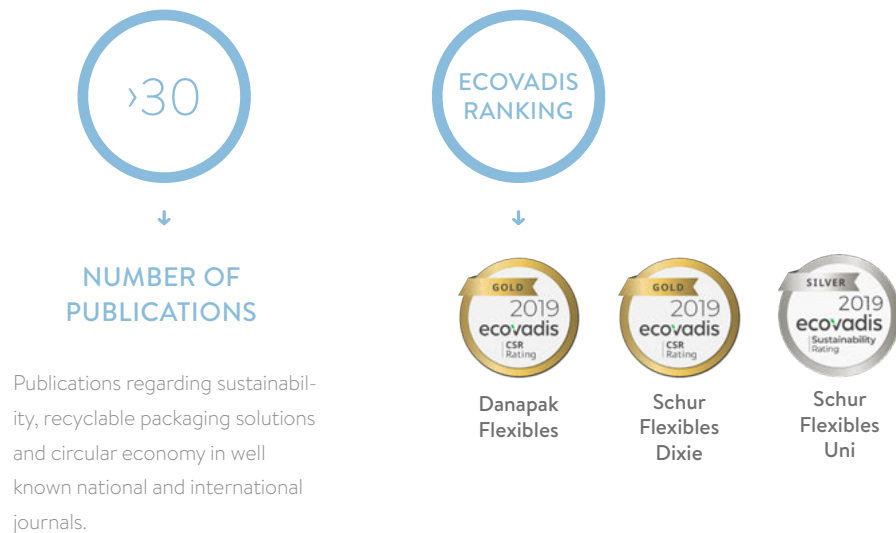 ›30
NUMBER OF
PUBLICATIONS
Publications regarding sustainabil-
ity, recyclable packaging solutions
and circular economy in well
known national and international
journals.
ECOVADIS
RANKING
GOLD
2019
ecovadis
CSR
Rating
Danapak
Flexibles
GOLD
2019
ecovadis
CSR
Rating
Schur
Flexibles
Dixie
SILVER
2019
ecovadis
Sustainability
Rating
Schur
Flexibles
Uni